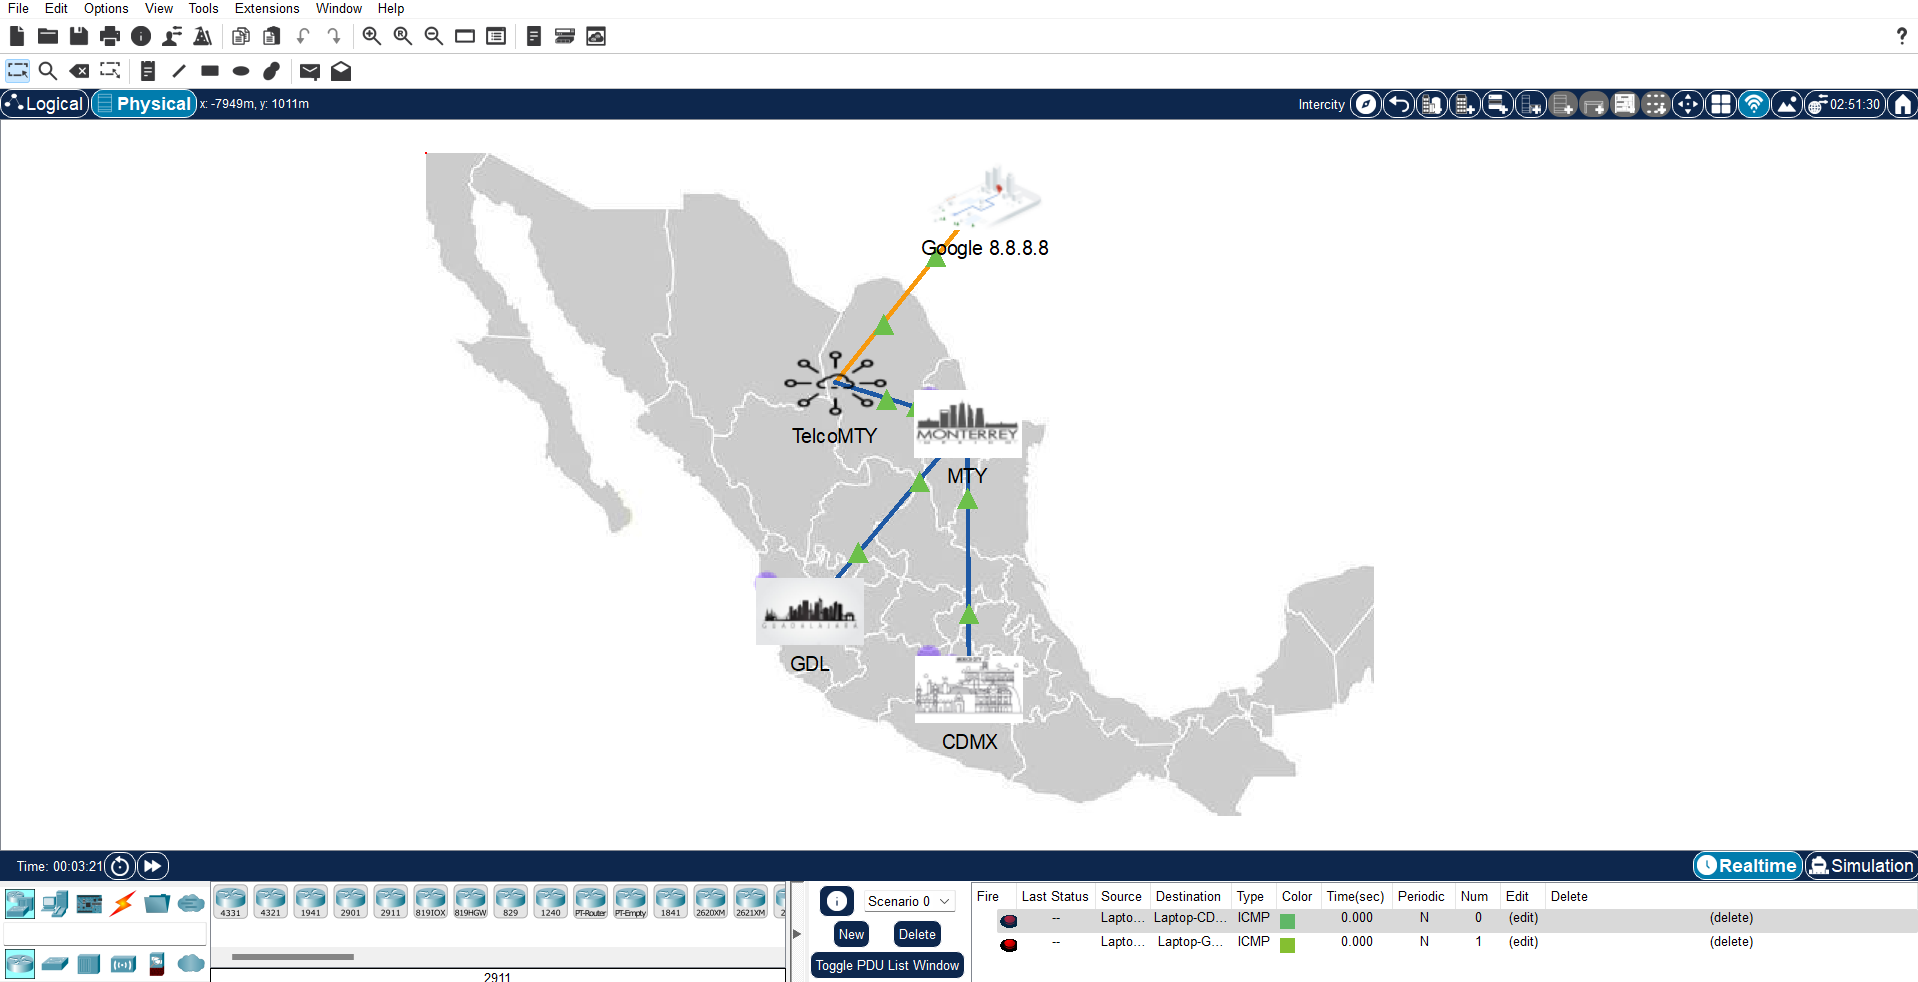 File Edit Options View Tools Extensions Window Help
?
Logical Physical x: -7949m, y: 1011m Intercity 02:51:30
Google 8.8.8.8
TelcoMTY
MONTERREY
MTY
GUADALAJARA
GDL
CDMX
Time: 00:03:21 Realtime Simulation
4331 4321 1941 2901 2911 819IOX 819HGW 829 1240 PT-Router PT-Empty 1841 2620XM 2621XM 2
2911
Scenario 0
New Delete
Toggle PDU List Window
Fire Last Status Source Destination Type Color Time(sec) Periodic Num Edit Delete
-- Lapto... Laptop-CD... ICMP 0.000 N 0 (edit) (delete)
-- Lapto... Laptop-G... ICMP 0.000 N 1 (edit) (delete)